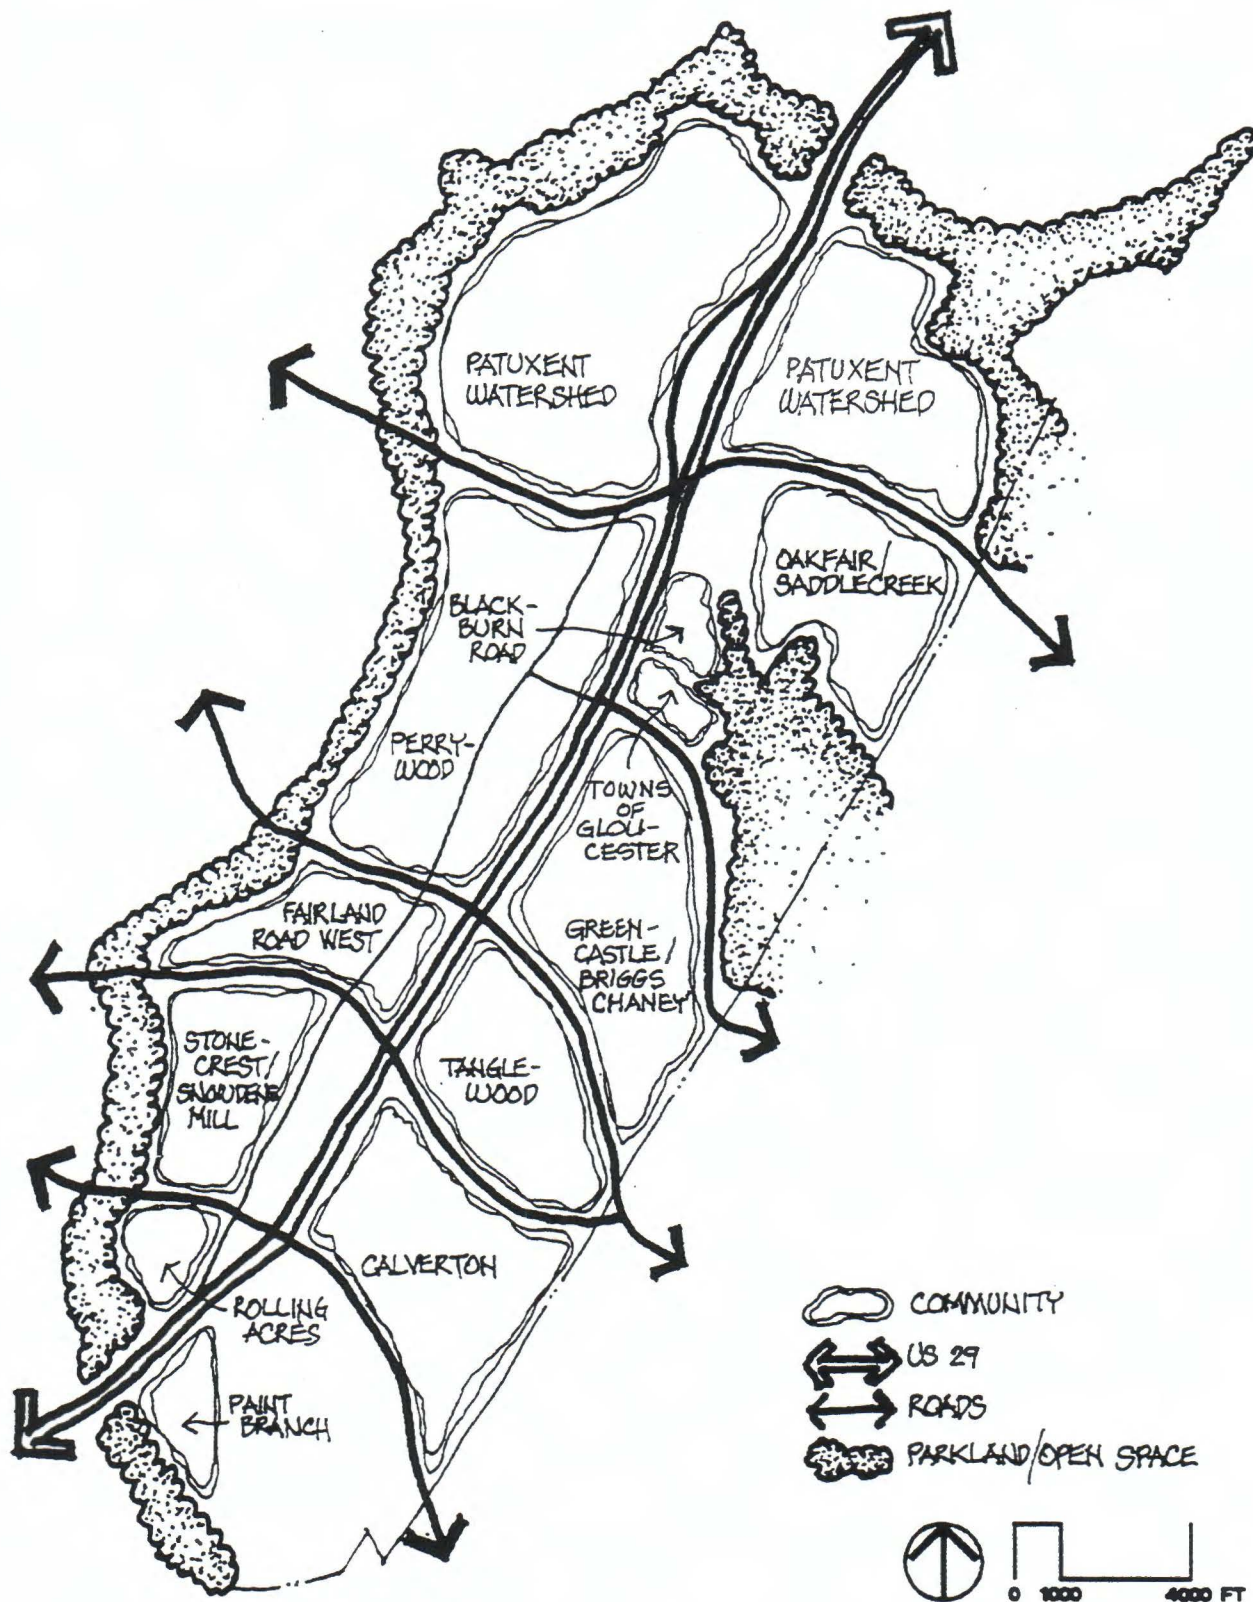 PATUXENT
WATERSHED
PATUXENT
WATERSHED
OAKFAIR/
SADDLECREEK
BLACK-
BURN
ROAD
PERRY-
WOOD
TOWNS
OF
GLOU-
CESTER
FAIRLAND
ROAD WEST
GREEN-
CASTLE/
BRIGGS
CHANEY
STONE-
CREST/
SNOWDENS
MILL
TANGLE-
WOOD
CALVERTON
ROLLING
ACRES
PAINT
BRANCH
COMMUNITY
US 29
ROADS
PARKLAND/OPEN SPACE
0 1000 4000 FT